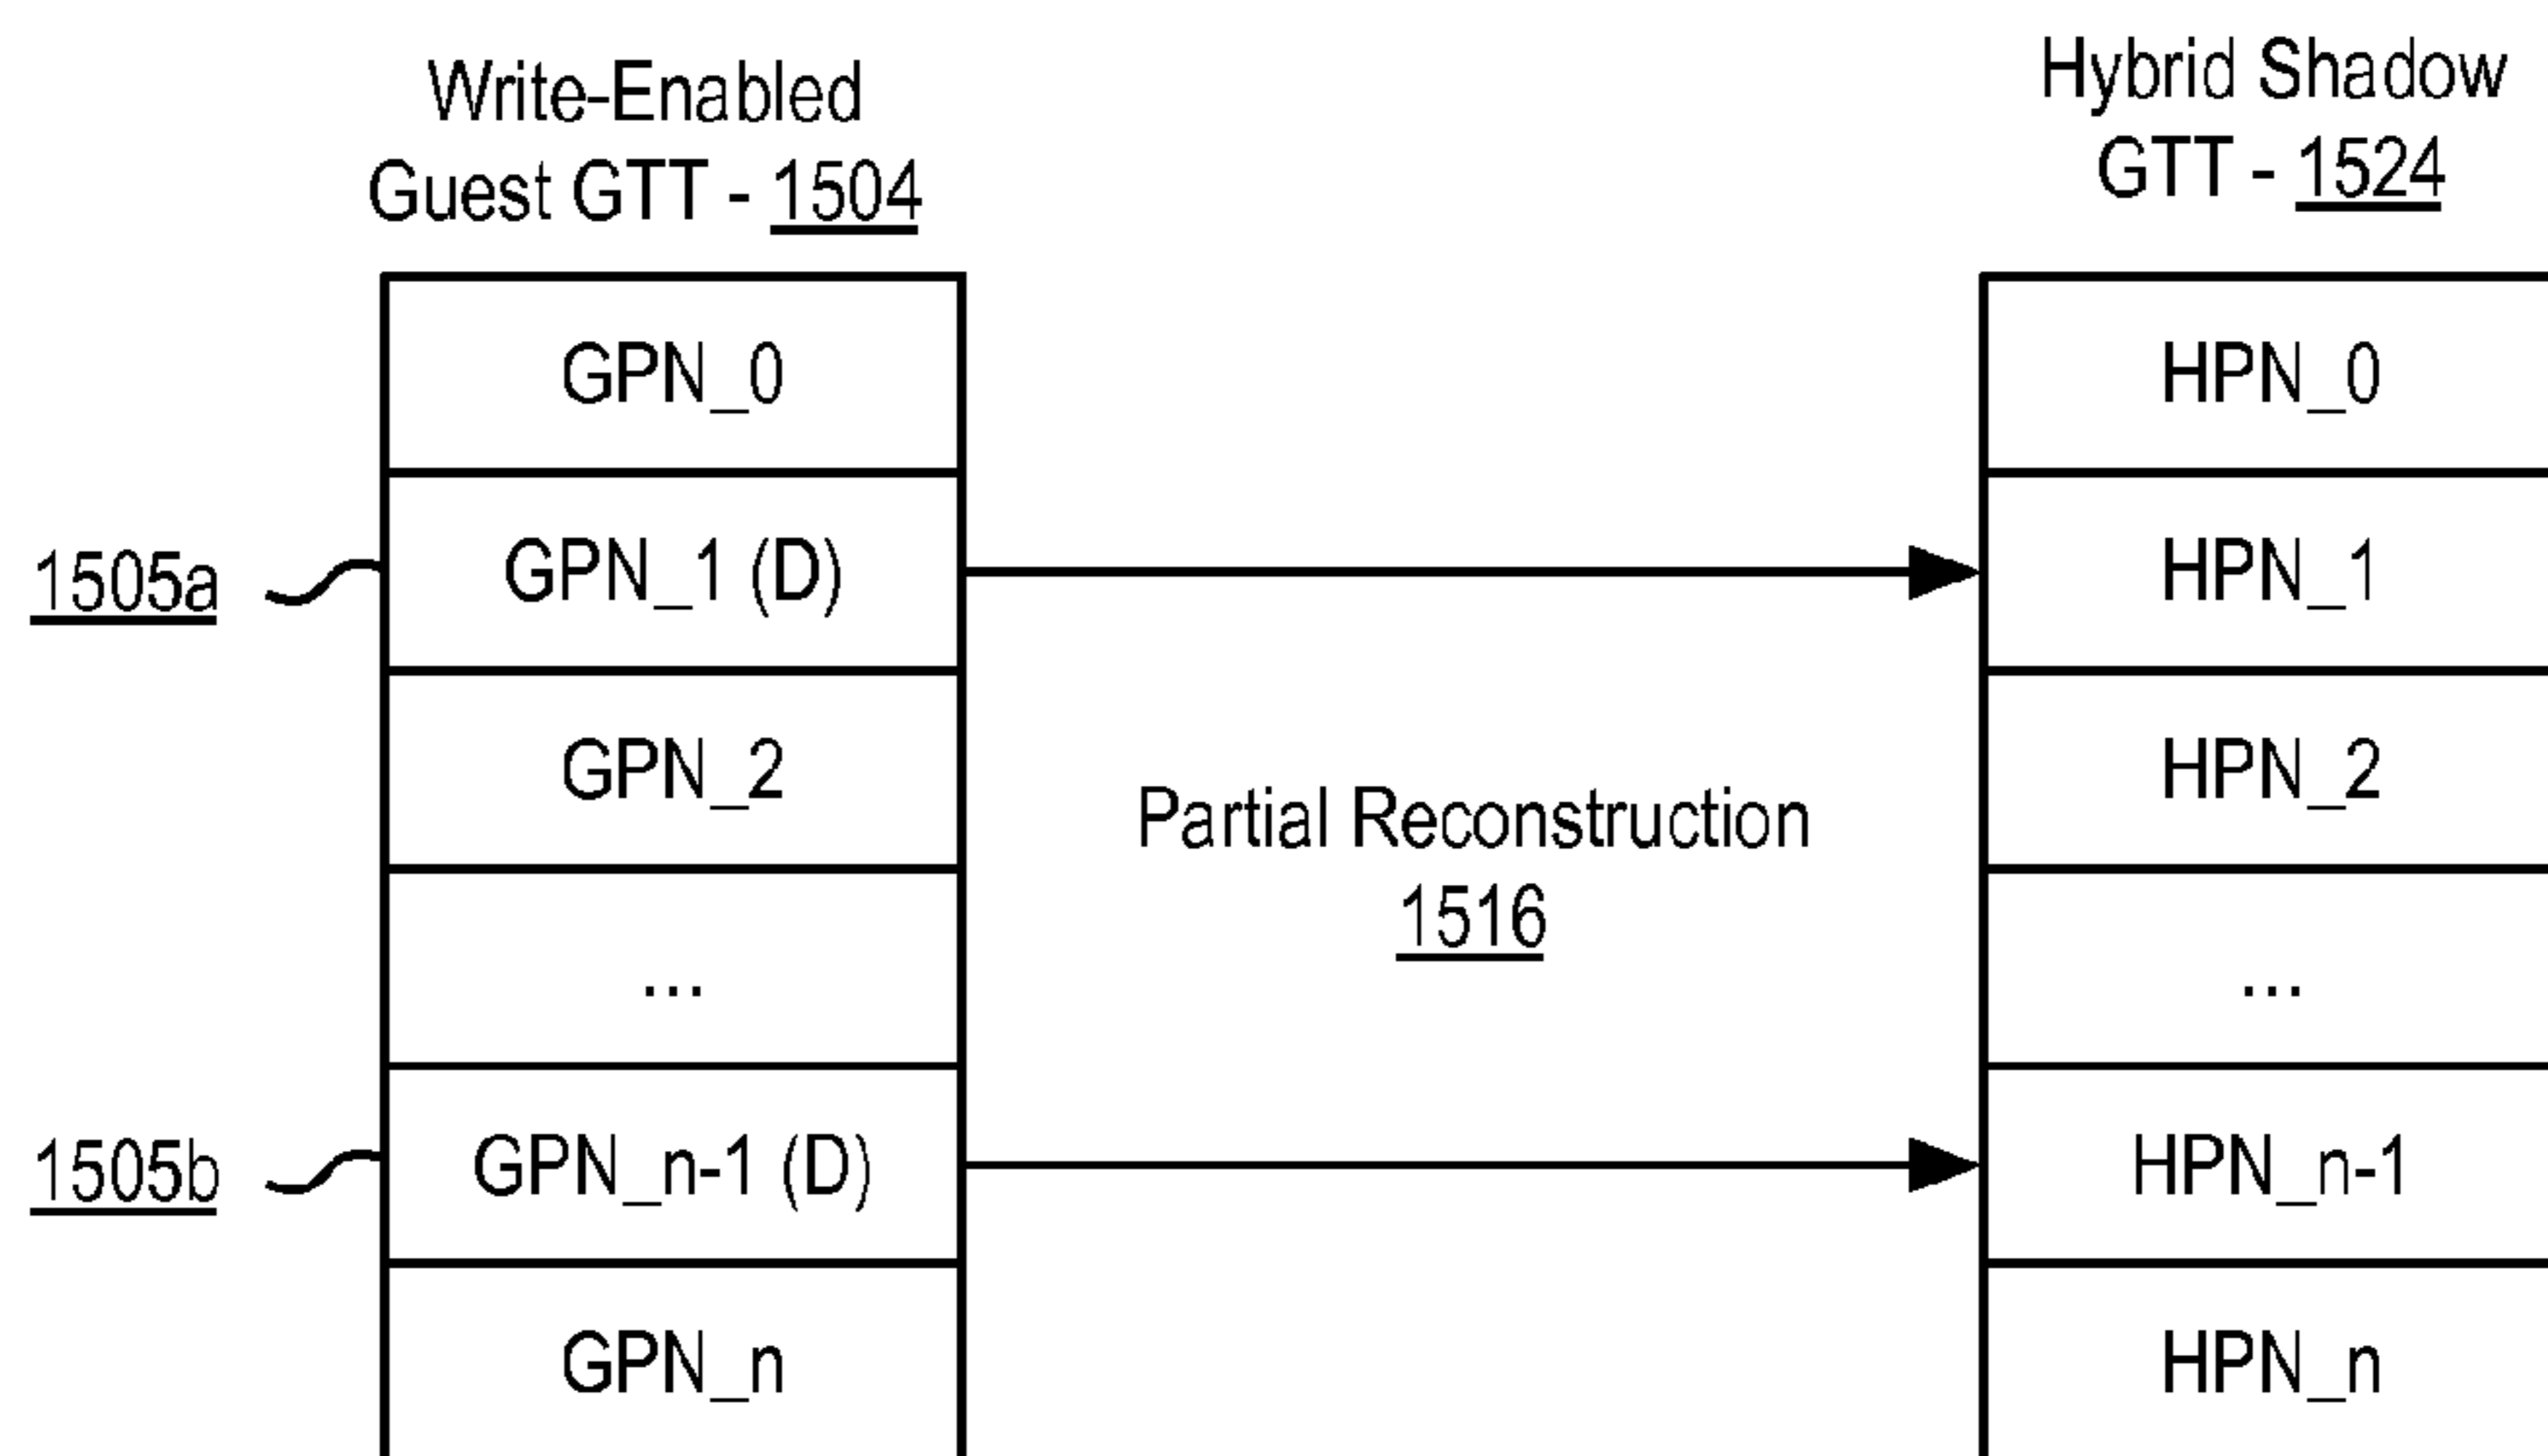 Write-Enabled
Guest GTT - 1504
Hybrid Shadow
GTT - 1524
GPN_0
HPN_0
1505a
GPN_1 (D)
HPN_1
GPN_2
HPN_2
Partial Reconstruction
1516
...
...
1505b
GPN_n-1 (D)
HPN_n-1
GPN_n
HPN_n